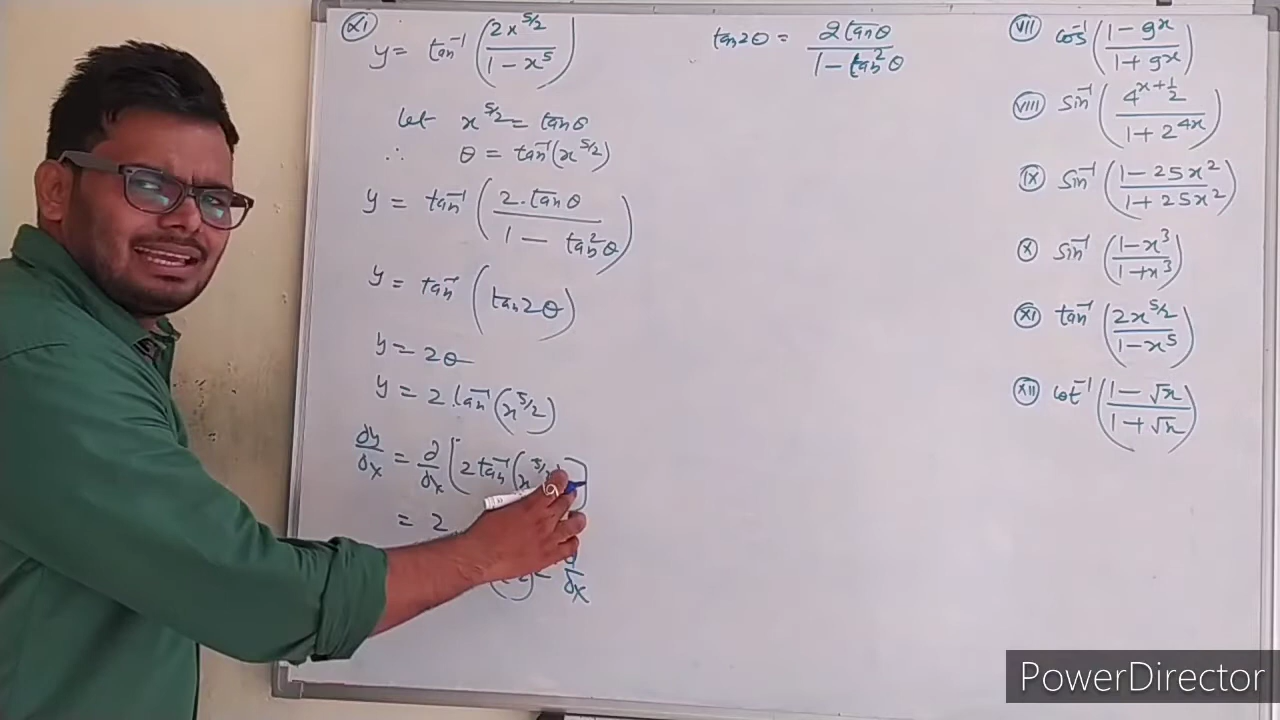 (xi) y = tan⁻¹ (2x^5/2 / 1 − x⁵)
let x^5/2 = tanθ
∴ θ = tan⁻¹(x^5/2)
y = tan⁻¹ (2.tanθ / 1 − tan²θ)
y = tan⁻¹ (tan2θ)
y = 2θ
y = 2.tan⁻¹(x^5/2)
dy/dx = d/dx [2tan⁻¹(x^5/2)]
= 2
d/dx
tan2θ = 2tanθ / 1 − tan²θ
(vii) cos⁻¹ (1 − 9^x / 1 + 9^x)
(viii) sin⁻¹ (4^x+1/2 / 1 + 2^4x)
(ix) sin⁻¹ (1 − 25x² / 1 + 25x²)
(x) sin⁻¹ (1−x³ / 1+x³)
(xi) tan⁻¹ (2x^5/2 / 1−x⁵)
(xii) cot⁻¹ (1 − √x / 1 + √x)
PowerDirector